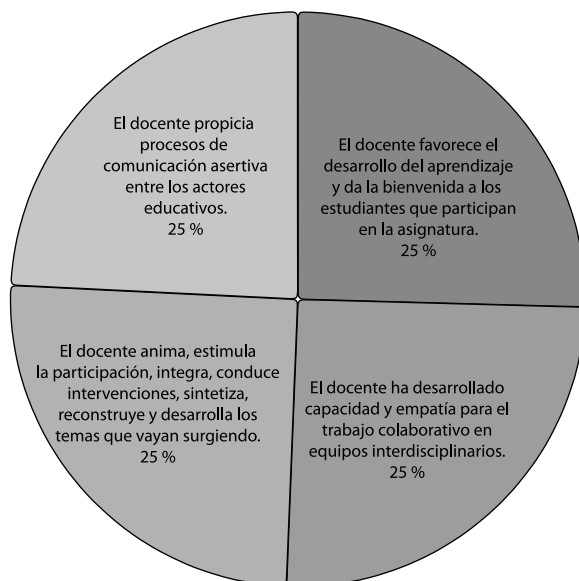 El docente propicia
procesos de
comunicación asertiva
entre los actores
educativos.
25 %
El docente favorece el
desarrollo del aprendizaje
y da la bienvenida a los
estudiantes que participan
en la asignatura.
25 %
El docente anima, estimula
la participación, integra, conduce
intervenciones, sintetiza,
reconstruye y desarrolla los
temas que vayan surgiendo.
25 %
El docente ha desarrollado
capacidad y empatía para el
trabajo colaborativo en
equipos interdisciplinarios.
25 %